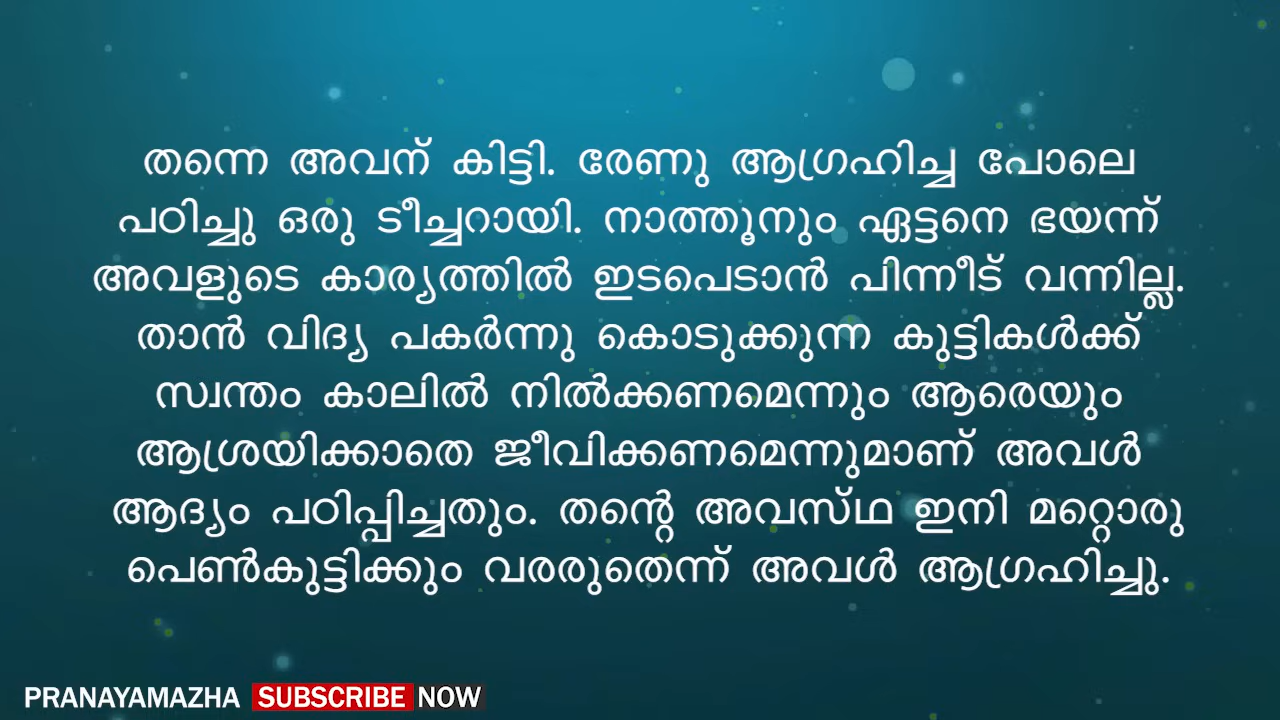 തന്നെ അവന് കിട്ടി. രേണു ആഗ്രഹിച്ച പോലെ
പഠിച്ചു ഒരു ടീച്ചറായി. നാത്തൂനും ഏട്ടനെ ഭയന്ന്
അവളുടെ കാര്യത്തിൽ ഇടപെടാൻ പിന്നീട് വന്നില്ല.
താൻ വിദ്യ പകർന്നു കൊടുക്കുന്ന കുട്ടികൾക്ക്
സ്വന്തം കാലിൽ നിൽക്കണമെന്നും ആരെയും
ആശ്രയിക്കാതെ ജീവിക്കണമെന്നുമാണ് അവൾ
ആദ്യം പഠിപ്പിച്ചതും. തന്റെ അവസ്ഥ ഇനി മറ്റൊരു
പെൺകുട്ടിക്കും വരരുതെന്ന് അവൾ ആഗ്രഹിച്ചു.
PRANAYAMAZHA SUBSCRIBE NOW